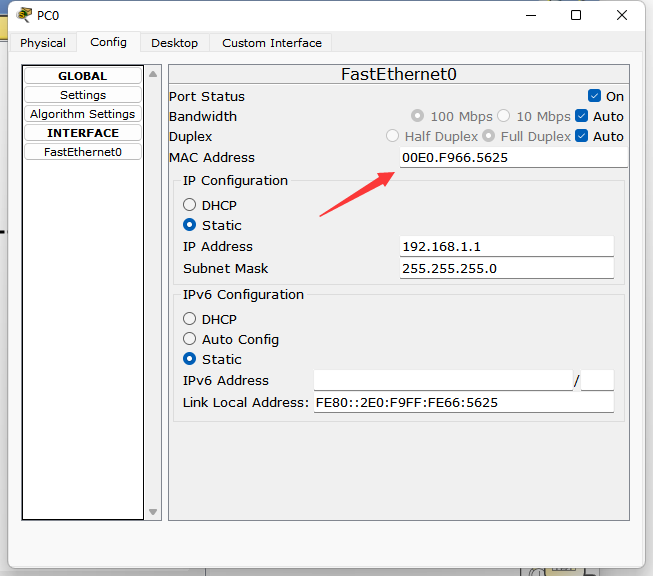 PC0
Physical Config Desktop Custom Interface
GLOBAL
Settings
Algorithm Settings
INTERFACE
FastEthernet0
FastEthernet0
Port Status On
Bandwidth 100 Mbps 10 Mbps Auto
Duplex Half Duplex Full Duplex Auto
MAC Address 00E0.F966.5625
IP Configuration
DHCP
Static
IP Address 192.168.1.1
Subnet Mask 255.255.255.0
IPv6 Configuration
DHCP
Auto Config
Static
IPv6 Address /
Link Local Address: FE80::2E0:F9FF:FE66:5625